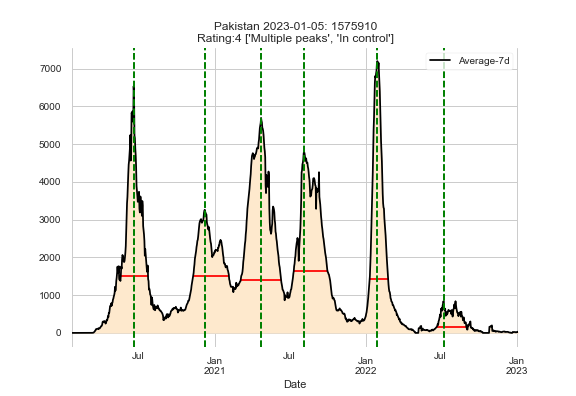 Pakistan 2023-01-05: 1575910
Rating:4 ['Multiple peaks', 'In control']
Average-7d
7000
6000
5000
4000
3000
2000
1000
0
Jul
Jan
2021
Jul
Jan
2022
Jul
Jan
2023
Date